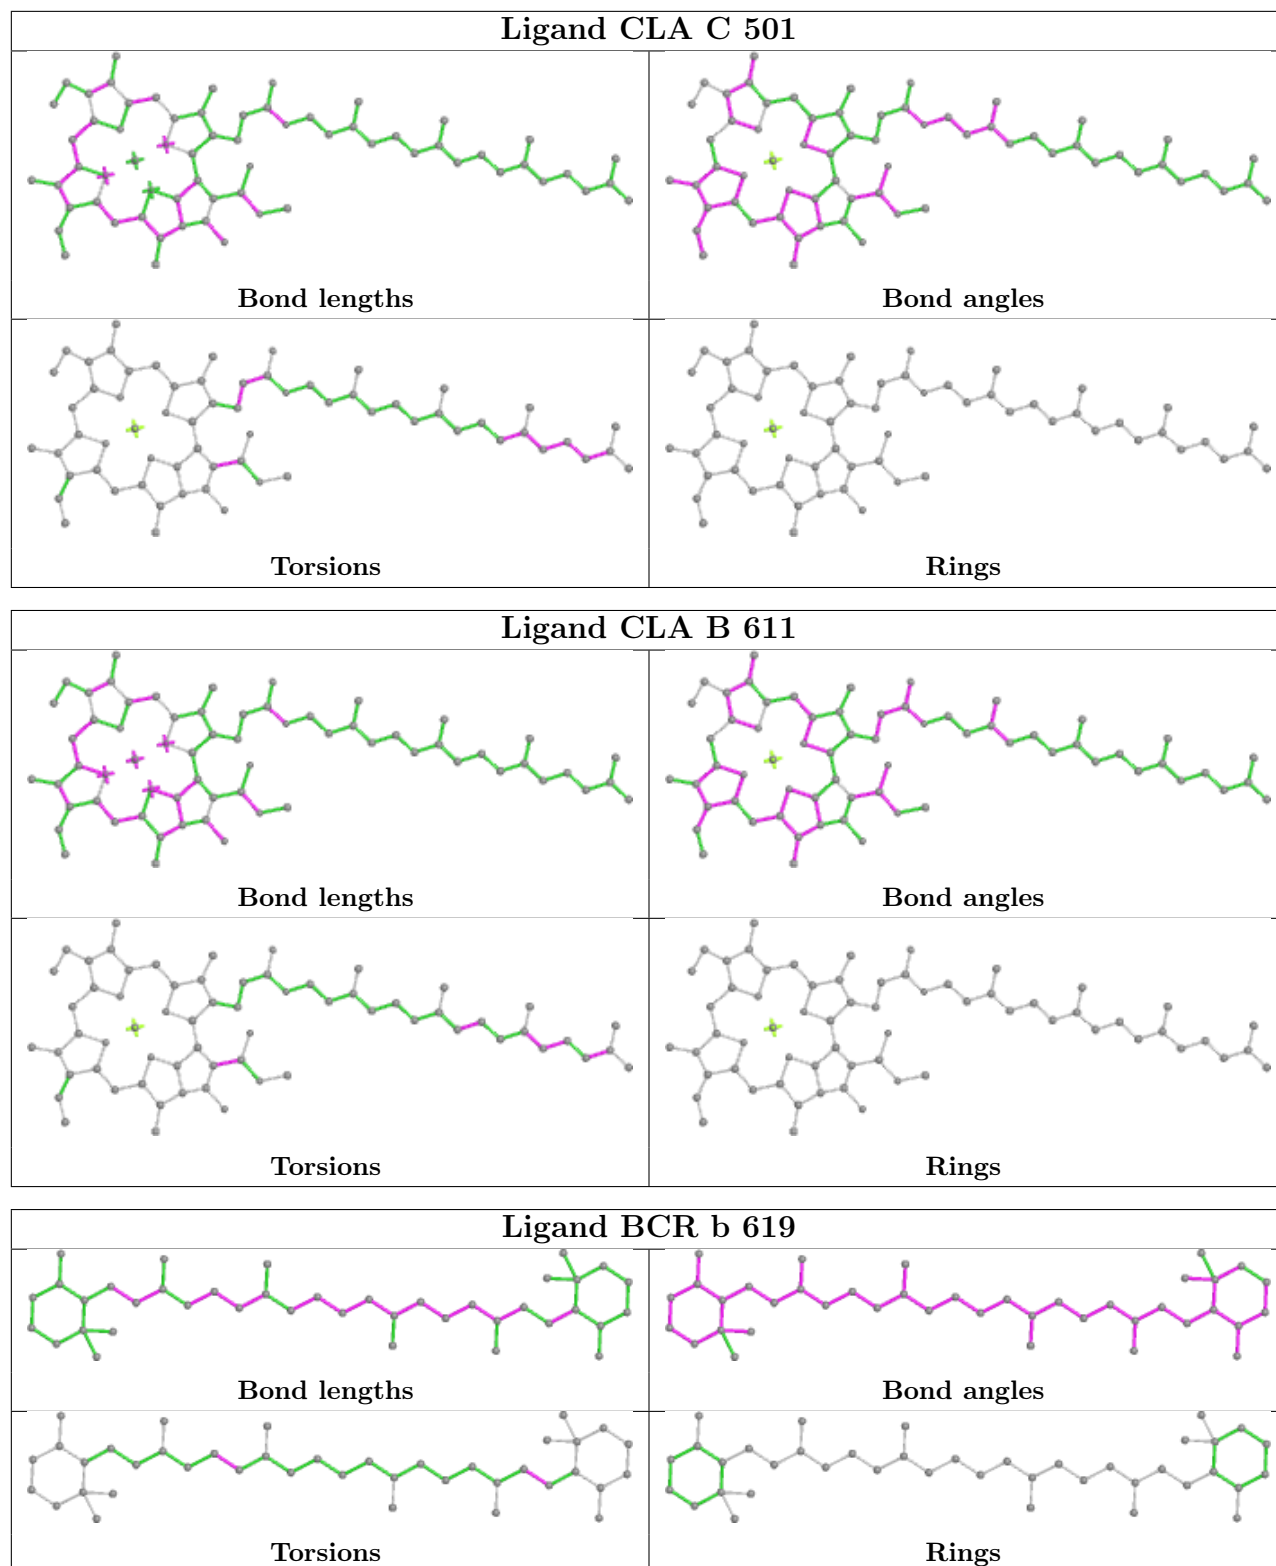 Ligand CLA C 501
Bond lengths
Bond angles
Torsions
Rings
Ligand CLA B 611
Bond lengths
Bond angles
Torsions
Rings
Ligand BCR b 619
Bond lengths
Bond angles
Torsions
Rings